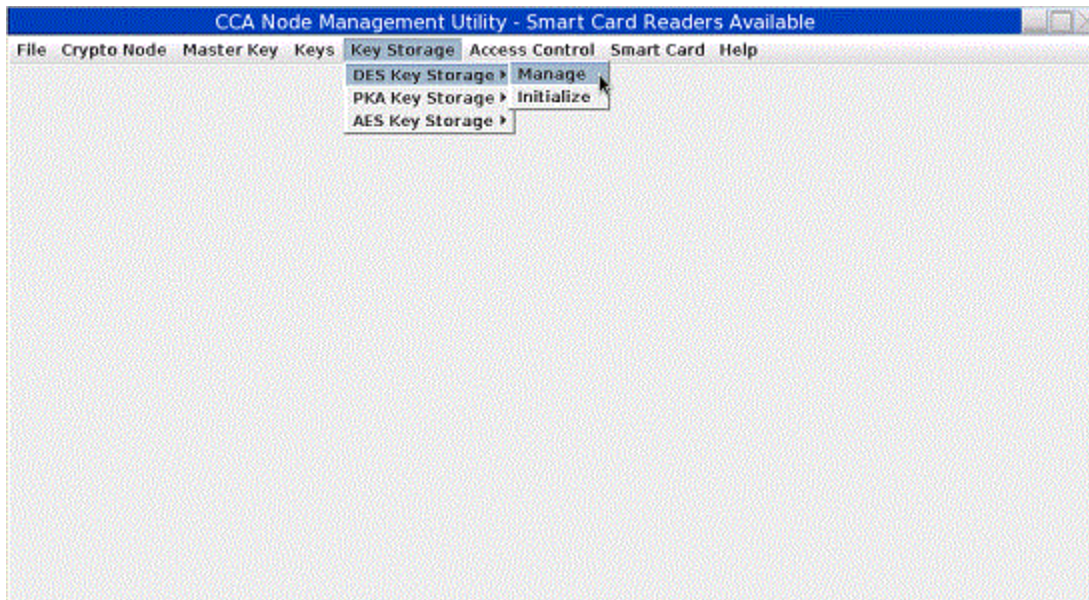 CCA Node Management Utility - Smart Card Readers Available
File Crypto Node Master Key Keys Key Storage Access Control Smart Card Help
DES Key Storage Manage
PKA Key Storage Initialize
AES Key Storage